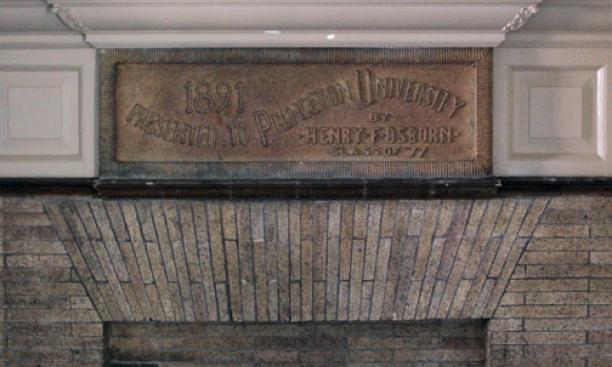 1891
PRESENTED TO PRINCETON UNIVERSITY
BY
-HENRY·F·OSBORN-
CLASS OF '77